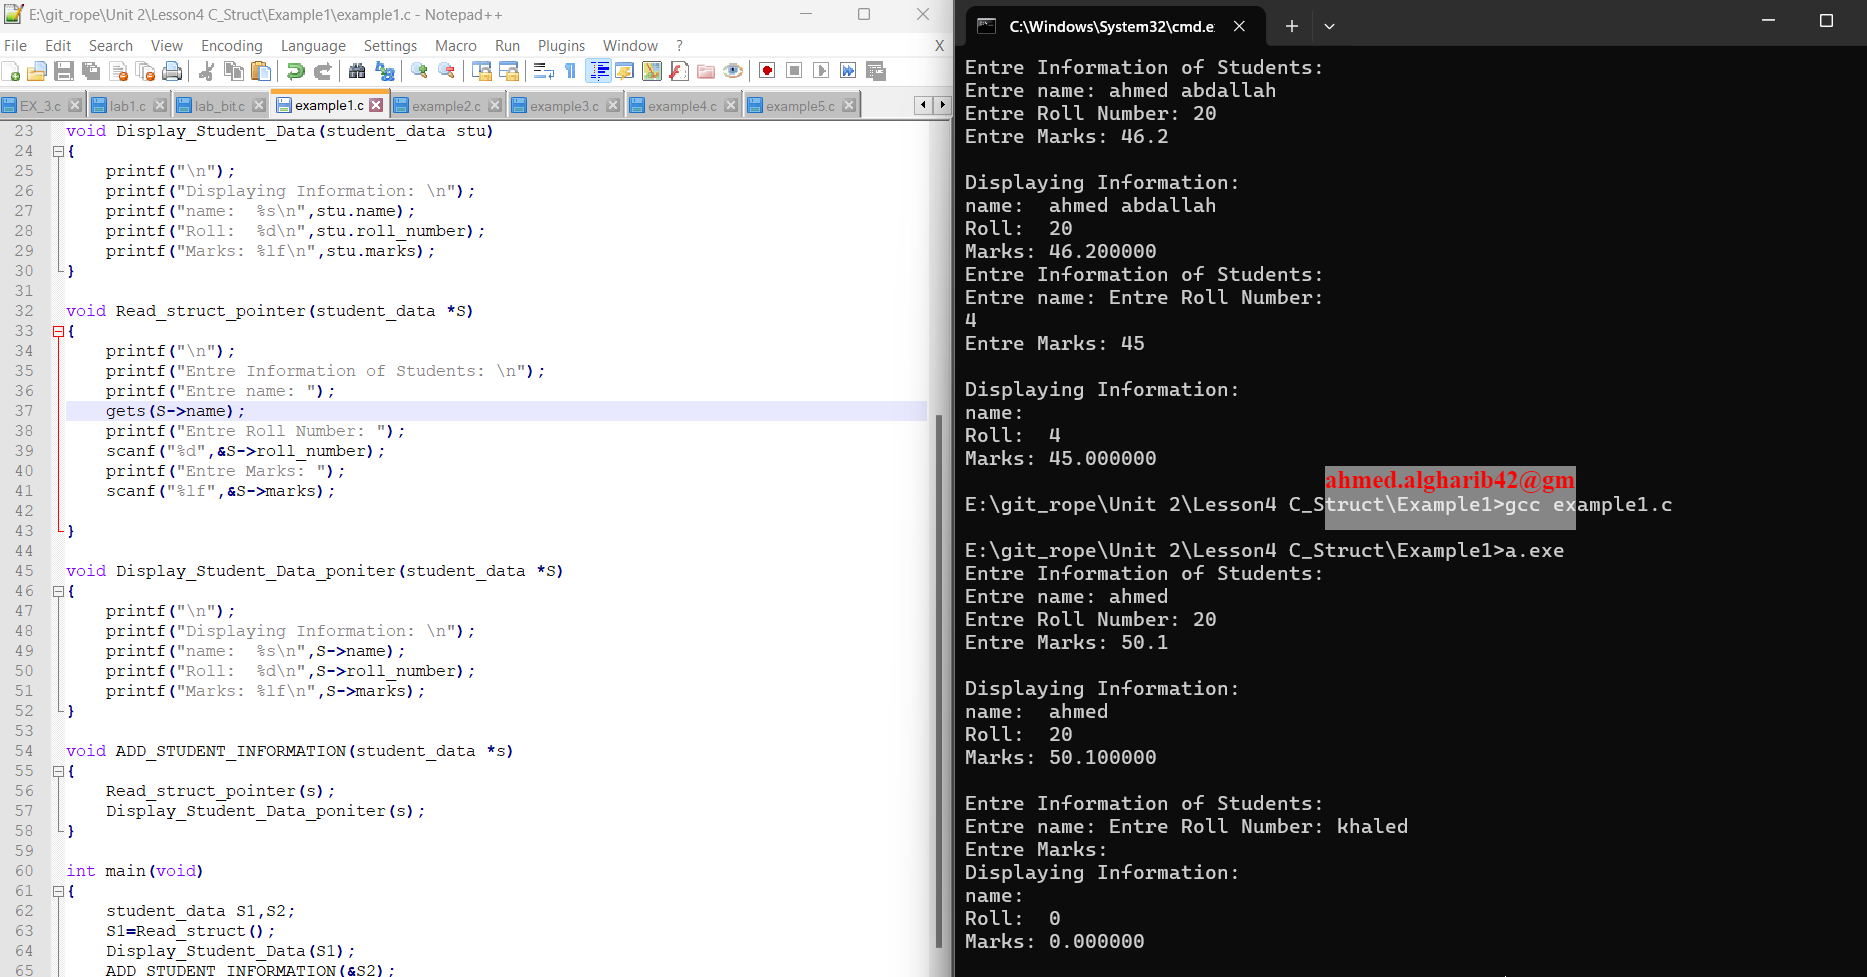 E:\git_rope\Unit 2\Lesson4 C_Struct\Example1\example1.c - Notepad++
File Edit Search View Encoding Language Settings Macro Run Plugins Window ? X
EX_3.c lab1.c lab_bit.c example1.c example2.c example3.c example4.c example5.c
23 void Display_Student_Data(student_data stu)
24 {
25 printf("\n");
26 printf("Displaying Information: \n");
27 printf("name:  %s\n",stu.name);
28 printf("Roll:  %d\n",stu.roll_number);
29 printf("Marks: %lf\n",stu.marks);
30 }
31
32 void Read_struct_pointer(student_data *S)
33 {
34 printf("\n");
35 printf("Entre Information of Students: \n");
36 printf("Entre name: ");
37 gets(S->name);
38 printf("Entre Roll Number: ");
39 scanf("%d",&S->roll_number);
40 printf("Entre Marks: ");
41 scanf("%lf",&S->marks);
42
43 }
44
45 void Display_Student_Data_poniter(student_data *S)
46 {
47 printf("\n");
48 printf("Displaying Information: \n");
49 printf("name:  %s\n",S->name);
50 printf("Roll:  %d\n",S->roll_number);
51 printf("Marks: %lf\n",S->marks);
52 }
53
54 void ADD_STUDENT_INFORMATION(student_data *s)
55 {
56 Read_struct_pointer(s);
57 Display_Student_Data_poniter(s);
58 }
59
60 int main(void)
61 {
62 student_data S1,S2;
63 S1=Read_struct();
64 Display_Student_Data(S1);
65 ADD_STUDENT_INFORMATION(&S2);
C:\Windows\System32\cmd.e
Entre Information of Students:
Entre name: ahmed abdallah
Entre Roll Number: 20
Entre Marks: 46.2
Displaying Information:
name:  ahmed abdallah
Roll:  20
Marks: 46.200000
Entre Information of Students:
Entre name: Entre Roll Number:
4
Entre Marks: 45
Displaying Information:
name:
Roll:  4
Marks: 45.000000
ahmed.algharib42@gm
E:\git_rope\Unit 2\Lesson4 C_Struct\Example1>gcc example1.c
E:\git_rope\Unit 2\Lesson4 C_Struct\Example1>a.exe
Entre Information of Students:
Entre name: ahmed
Entre Roll Number: 20
Entre Marks: 50.1
Displaying Information:
name:  ahmed
Roll:  20
Marks: 50.100000
Entre Information of Students:
Entre name: Entre Roll Number: khaled
Entre Marks:
Displaying Information:
name:
Roll:  0
Marks: 0.000000